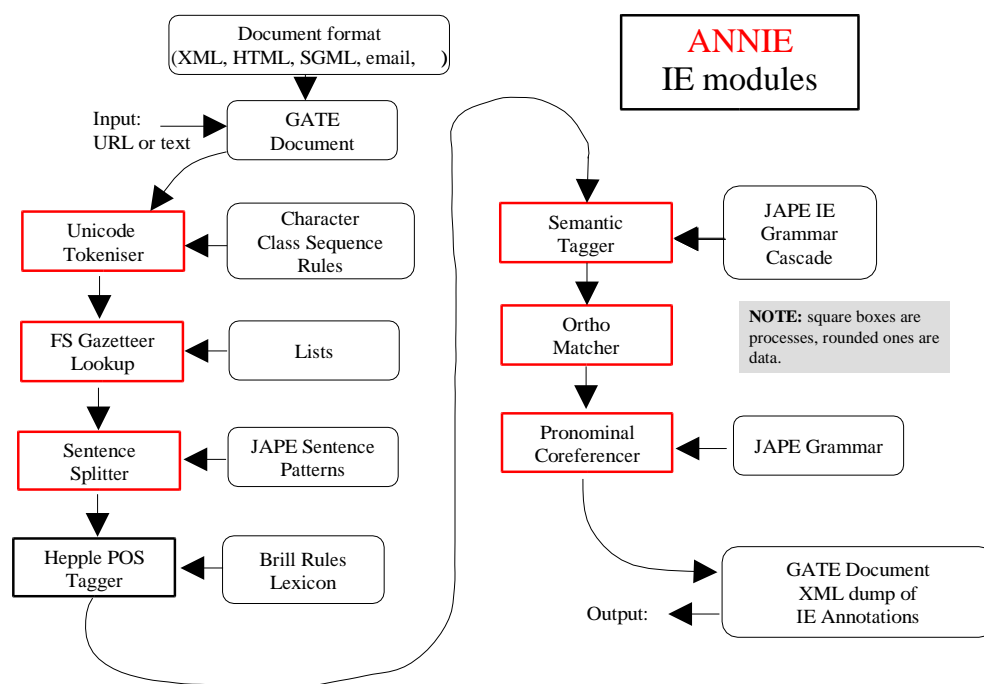 Document format
(XML, HTML, SGML, email, )
ANNIE
IE modules
Input:
URL or text
GATE
Document
Unicode
Tokeniser
Character
Class Sequence
Rules
FS Gazetteer
Lookup
Lists
Sentence
Splitter
JAPE Sentence
Patterns
Hepple POS
Tagger
Brill Rules
Lexicon
Semantic
Tagger
JAPE IE
Grammar
Cascade
NOTE: square boxes are
processes, rounded ones are
data.
Ortho
Matcher
Pronominal
Coreferencer
JAPE Grammar
GATE Document
XML dump of
IE Annotations
Output: